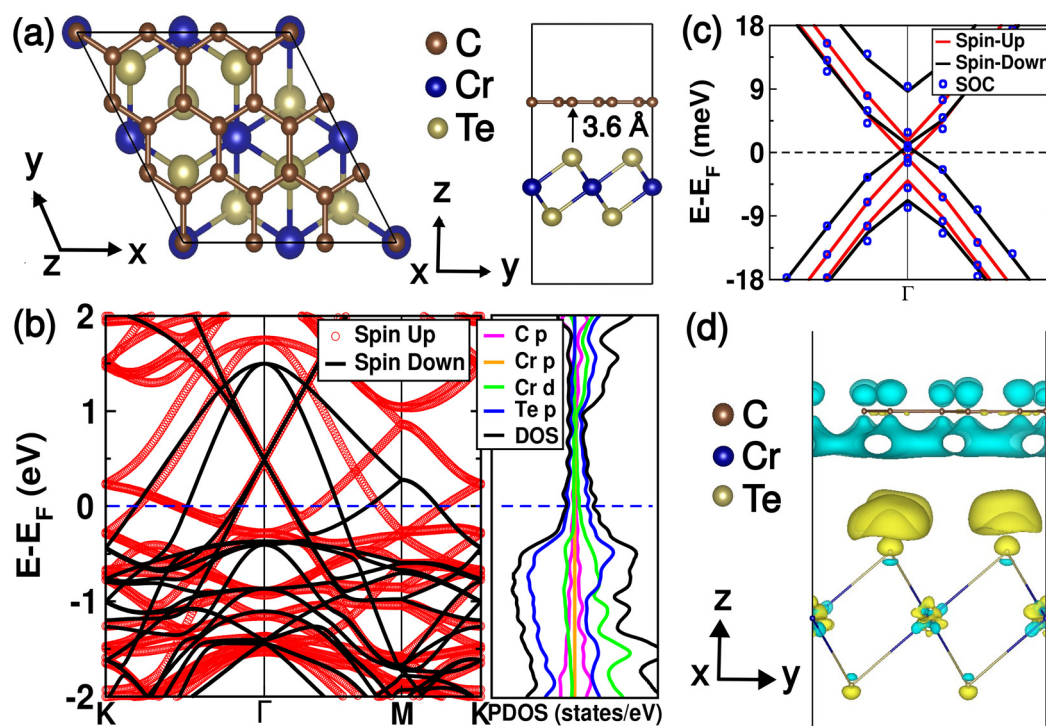 (a)
y
z
x
C
Cr
Te
z
x
y
3.6 Å
(c)
E-E_F (meV)
18
9
0
-9
-18
Γ
Spin-Up
Spin-Down
SOC
(b)
E-E_F (eV)
2
1
0
-1
-2
K
Γ
M
K
Spin Up
Spin Down
C p
Cr p
Cr d
Te p
DOS
PDOS (states/eV)
(d)
C
Cr
Te
z
x
y